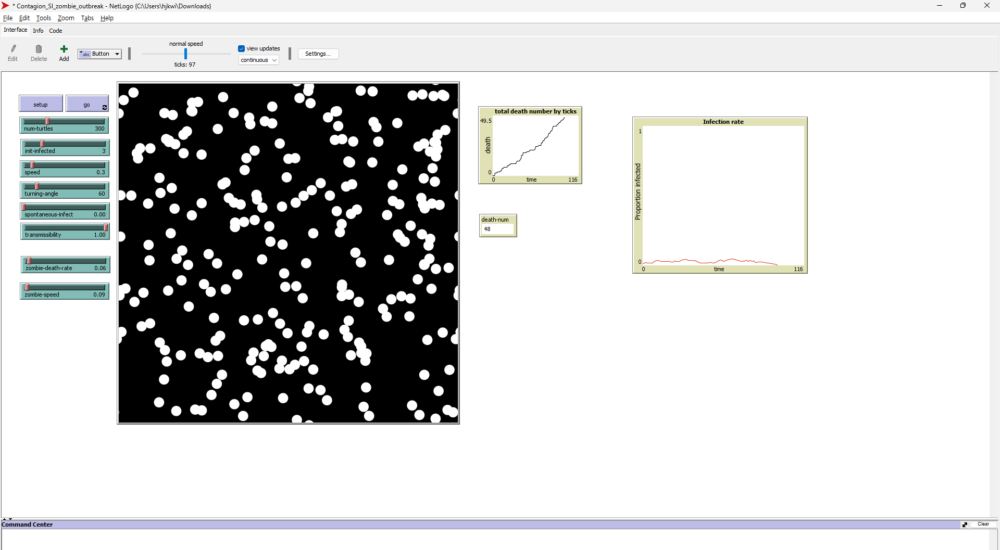 * Contagion_SI_zombie_outbreak - NetLogo {C:\Users\hjkwi\Downloads}
File Edit Tools Zoom Tabs Help
Interface Info Code
Edit Delete Add abc Button normal speed ticks: 97 view updates continuous Settings...
setup go
num-turtles 300
init-infected 3
speed 0.3
turning-angle 60
spontaneous-infect 0.00
transmissibility 1.00
zombie-death-rate 0.06
zombie-speed 0.09
total death number by ticks
49.5
death
0
0 time 116
death-num
48
Infection rate
1
Proportion infected
0
0 time 116
Command Center Clear